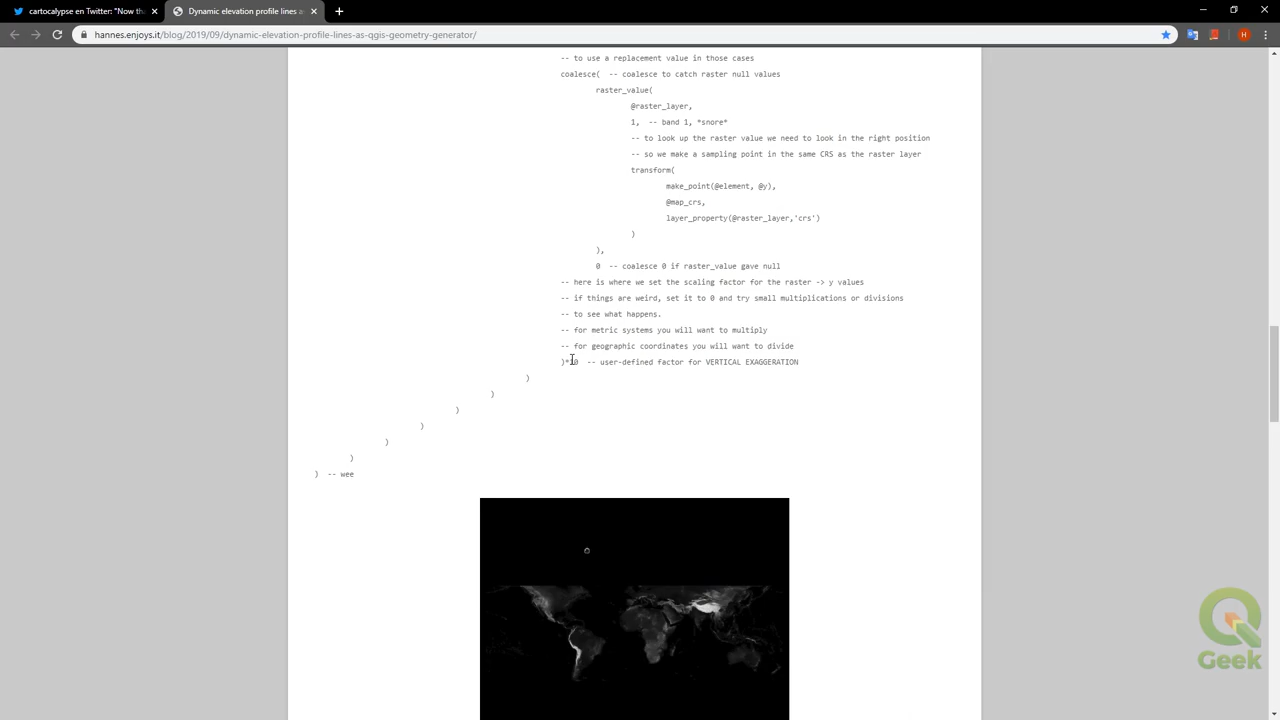 cartocalypse en Twitter: "Now th
Dynamic elevation profile lines as
hannes.enjoys.it/blog/2019/09/dynamic-elevation-profile-lines-as-qgis-geometry-generator/
H
-- to use a replacement value in those cases
coalesce(  -- coalesce to catch raster null values
raster_value(
@raster_layer,
1,  -- band 1, *snore*
-- to look up the raster value we need to look in the right position
-- so we make a sampling point in the same CRS as the raster layer
transform(
make_point(@element, @y),
@map_crs,
layer_property(@raster_layer,'crs')
)
),
0  -- coalesce 0 if raster_value gave null
-- here is where we set the scaling factor for the raster -> y values
-- if things are weird, set it to 0 and try small multiplications or divisions
-- to see what happens.
-- for metric systems you will want to multiply
-- for geographic coordinates you will want to divide
)* -- user-defined factor for VERTICAL EXAGGERATION
)
)
)
)
)
)
)  -- wee
Geek